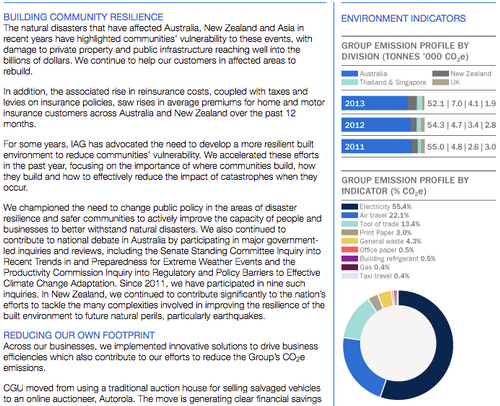 BUILDING COMMUNITY RESILIENCE
The natural disasters that have affected Australia, New Zealand and Asia in
recent years have highlighted communities' vulnerability to these events, with
damage to private property and public infrastructure reaching well into the
billions of dollars. We continue to help our customers in affected areas to
rebuild.
In addition, the associated rise in reinsurance costs, coupled with taxes and
levies on insurance policies, saw rises in average premiums for home and motor
insurance customers across Australia and New Zealand over the past 12
months.
For some years, IAG has advocated the need to develop a more resilient built
environment to reduce communities' vulnerability. We accelerated these efforts
in the past year, focusing on the importance of where communities build, how
they build and how to effectively reduce the impact of catastrophes when they
occur.
We championed the need to change public policy in the areas of disaster
resilience and safer communities to actively improve the capacity of people and
businesses to better withstand natural disasters. We also continued to
contribute to national debate in Australia by participating in major government-
led inquiries and reviews, including the Senate Standing Committee Inquiry into
Recent Trends in and Preparedness for Extreme Weather Events and the
Productivity Commission Inquiry into Regulatory and Policy Barriers to Effective
Climate Change Adaptation. Since 2011, we have participated in nine such
inquiries. In New Zealand, we continued to contribute significantly to the nation's
efforts to tackle the many complexities involved in improving the resilience of the
built environment to future natural perils, particularly earthquakes.
REDUCING OUR OWN FOOTPRINT
Across our businesses, we implemented innovative solutions to drive business
efficiencies which also contribute to our efforts to reduce the Group's CO₂e
emissions.
CGU moved from using a traditional auction house for selling salvaged vehicles
to an online auctioneer, Autorola. The move is generating clear financial savings
ENVIRONMENT INDICATORS
GROUP EMISSION PROFILE BY
DIVISION (TONNES '000 CO₂e)
Australia New Zealand
Thailand & Singapore UK
2013 52.1 | 7.0 | 4.1 | 1.9
2012 54.3 | 4.7 | 3.4 | 2.8
2011 55.0 | 4.8 | 2.6 | 3.0
GROUP EMISSION PROFILE BY
INDICATOR (% CO₂e)
Electricity 55.4%
Air travel 22.1%
Tool of trade 13.4%
Print Paper 3.0%
General waste 4.3%
Office paper 0.5%
Building refrigerant 0.5%
Gas 0.4%
Taxi travel 0.4%